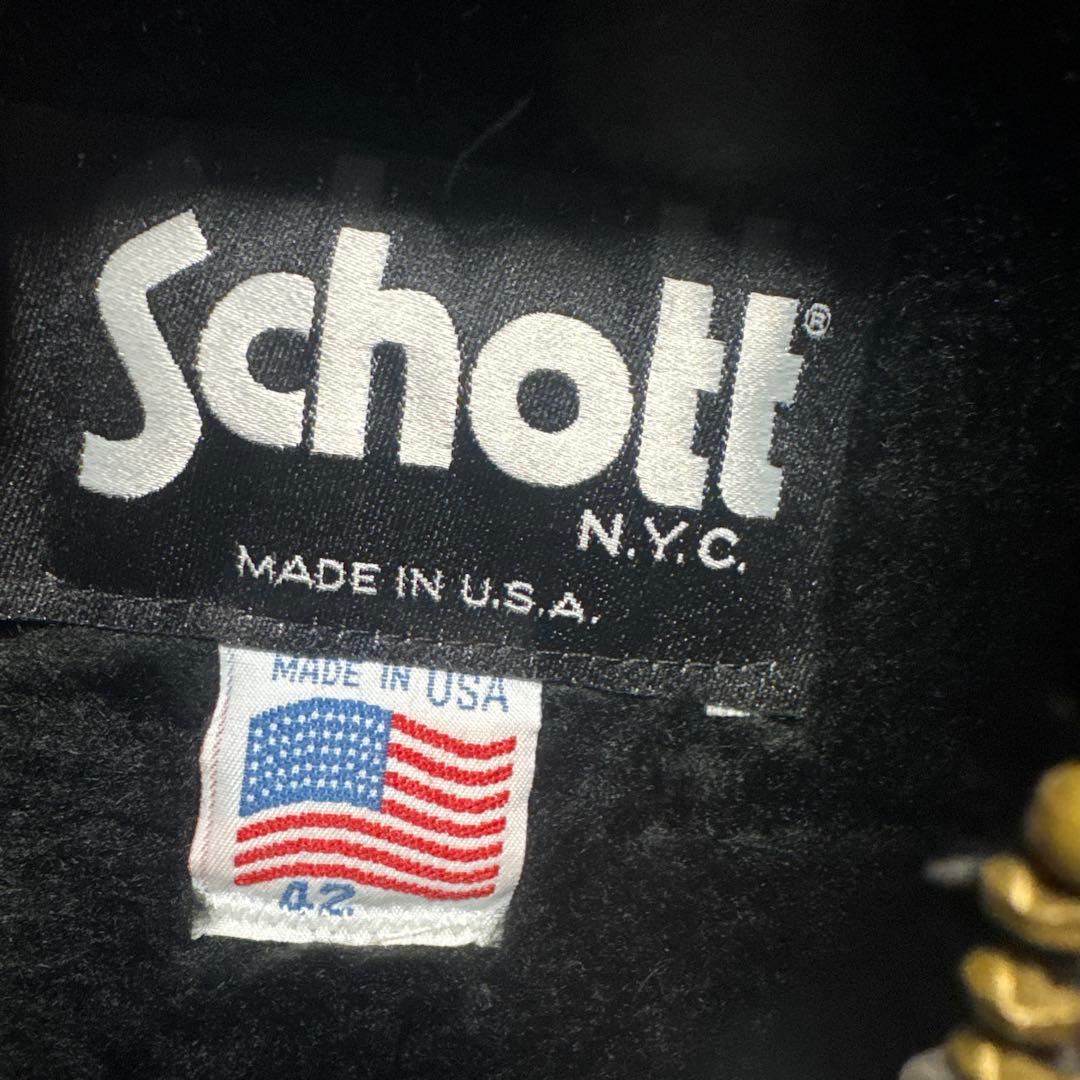 Schott®
N.Y.C.
MADE IN U.S.A.
MADE IN USA
42